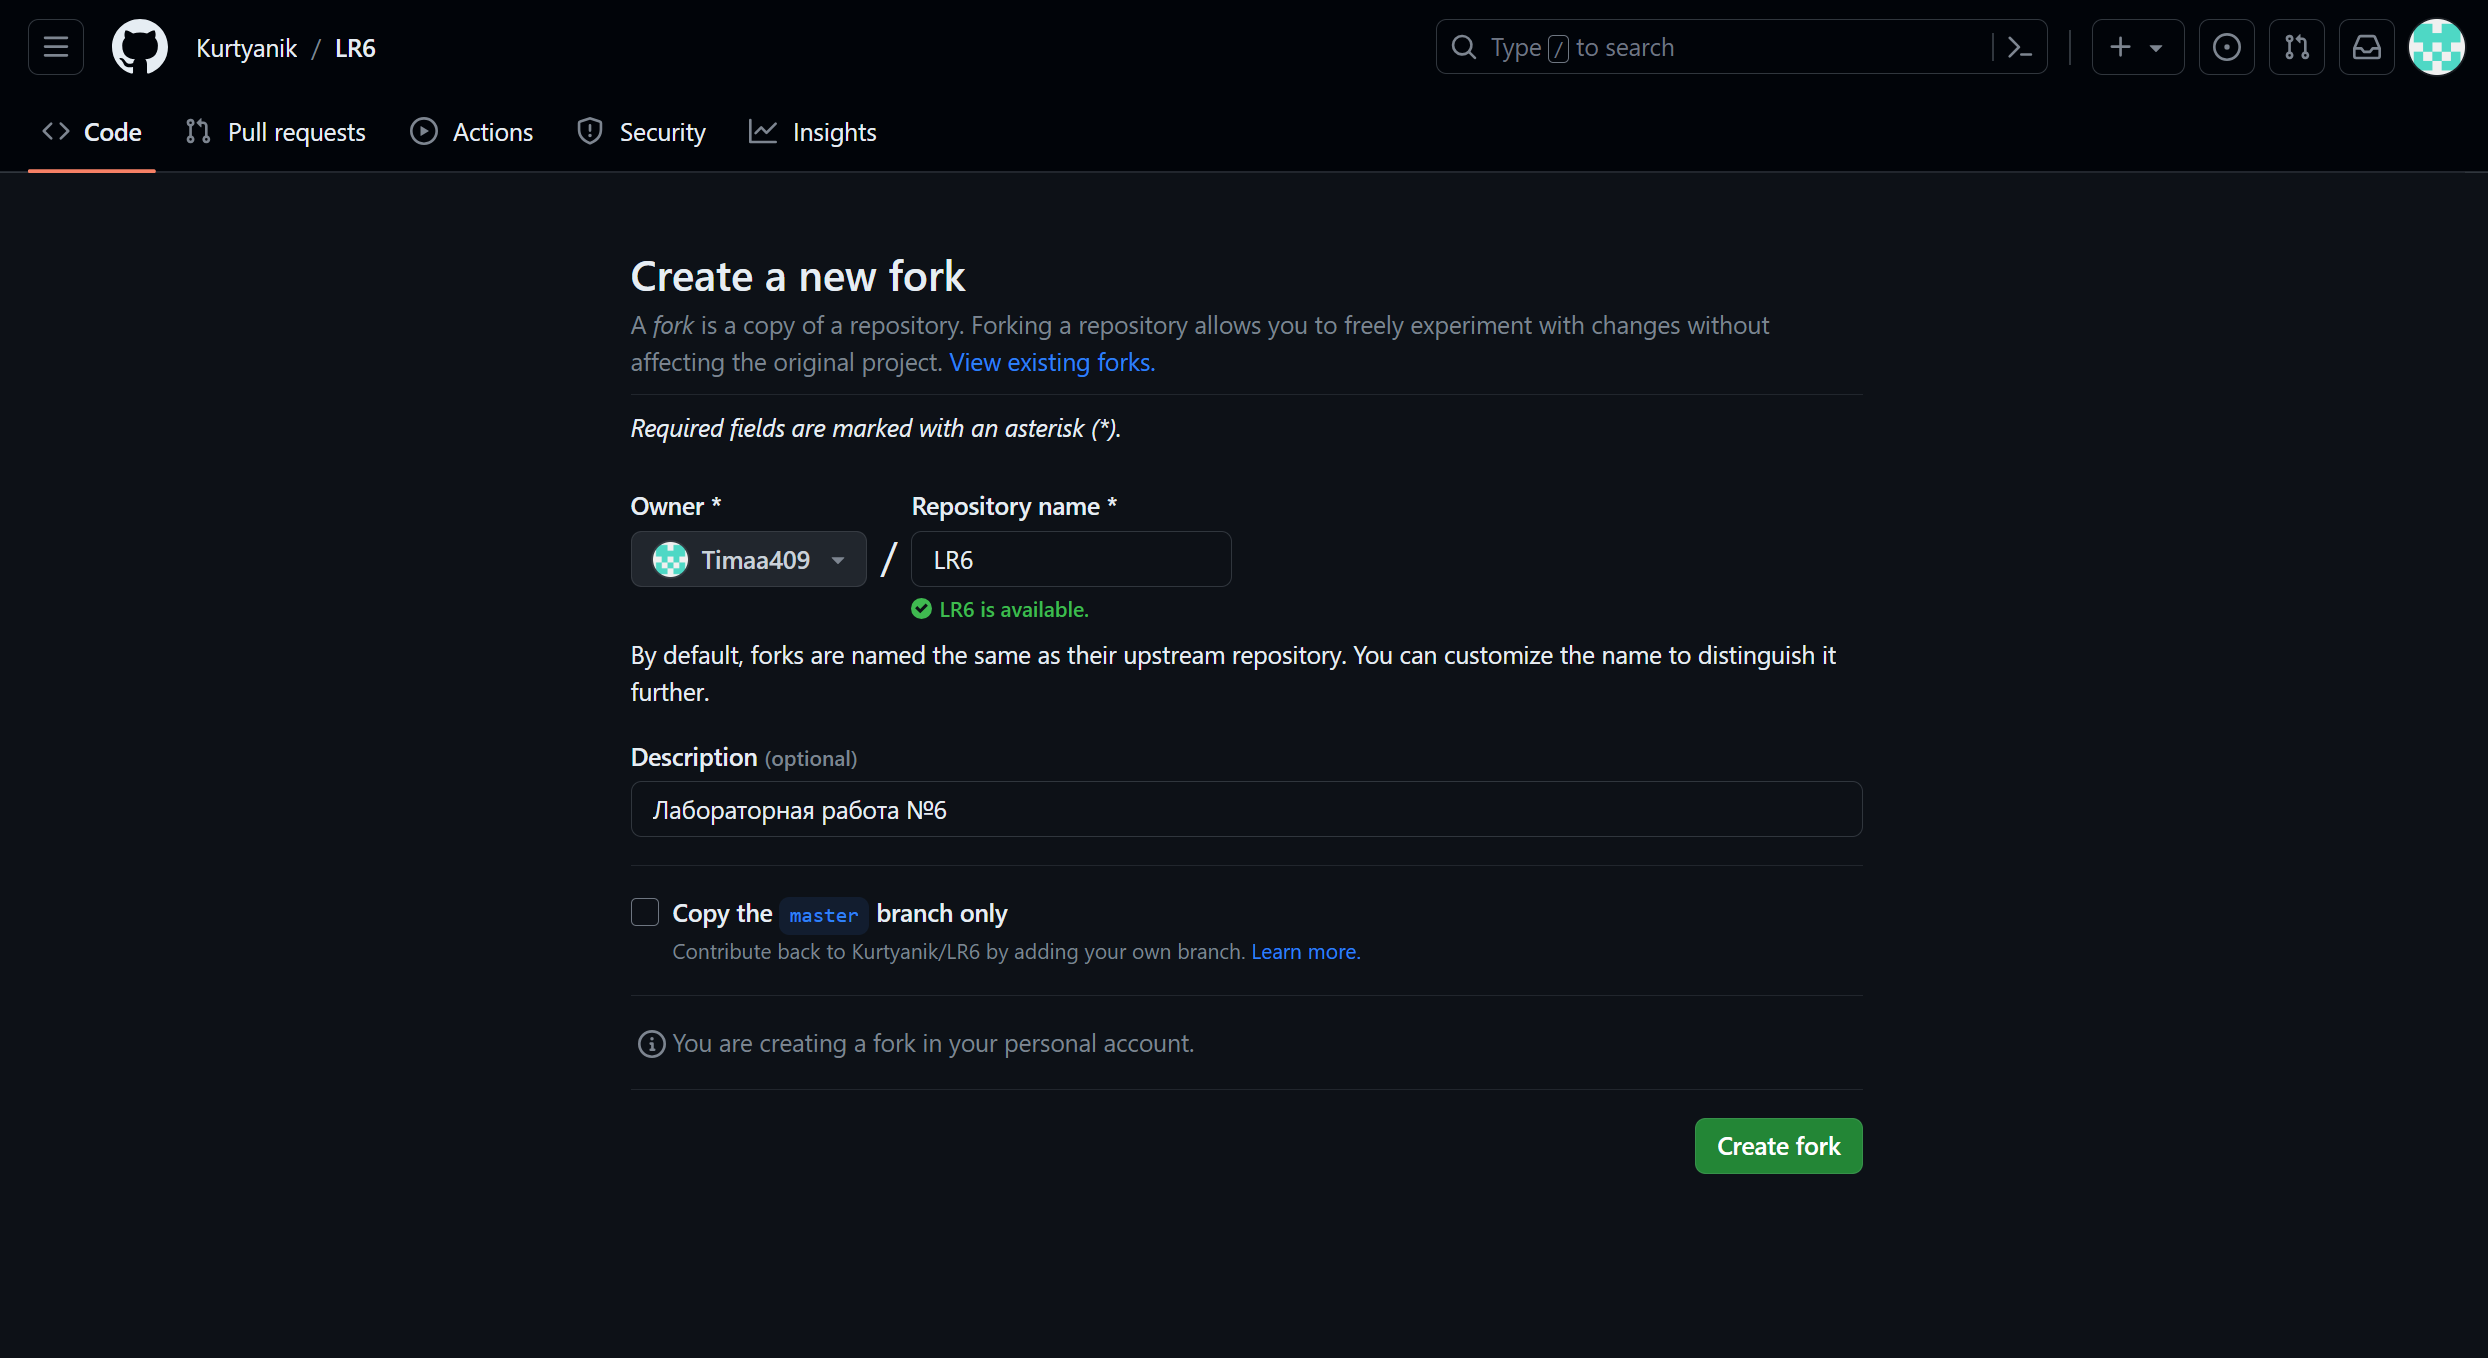 Kurtyanik / LR6
Type / to search
Code Pull requests Actions Security Insights
Create a new fork
A fork is a copy of a repository. Forking a repository allows you to freely experiment with changes without
affecting the original project. View existing forks.
Required fields are marked with an asterisk (*).
Owner * Repository name *
Timaa409 / LR6
LR6 is available.
By default, forks are named the same as their upstream repository. You can customize the name to distinguish it
further.
Description (optional)
Лабораторная работа №6
Copy the master branch only
Contribute back to Kurtyanik/LR6 by adding your own branch. Learn more.
You are creating a fork in your personal account.
Create fork